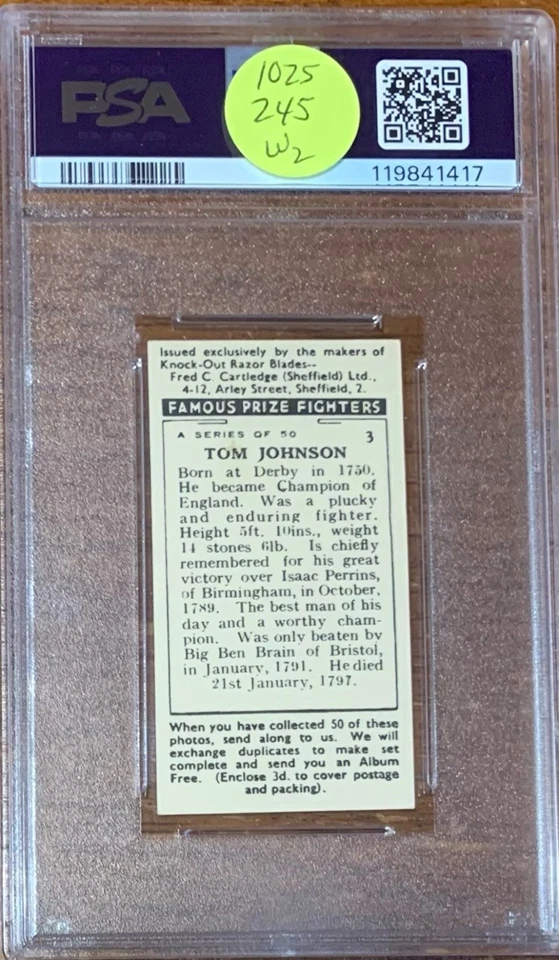 PSA
1025
245
W2
119841417
Issued exclusively by the makers of
Knock-Out Razor Blades--
Fred C. Cartledge (Sheffield) Ltd.,
4-12, Arley Street, Sheffield, 2.
FAMOUS PRIZE FIGHTERS
A SERIES OF 50 3
TOM JOHNSON
Born at Derby in 1750.
He became Champion of
England. Was a plucky
and enduring fighter.
Height 5ft. 10ins., weight
14 stones 6lb. Is chiefly
remembered for his great
victory over Isaac Perrins,
of Birmingham, in October,
1789. The best man of his
day and a worthy cham-
pion. Was only beaten by
Big Ben Brain of Bristol,
in January, 1791. He died
21st January, 1797.
When you have collected 50 of these
photos, send along to us. We will
exchange duplicates to make set
complete and send you an Album
Free. (Enclose 3d. to cover postage
and packing).